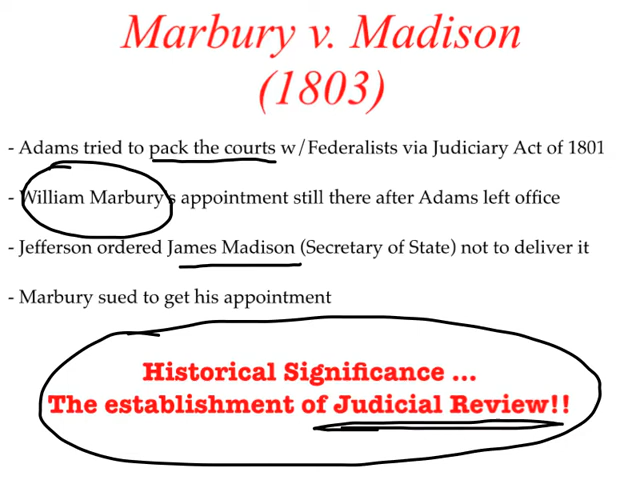 Marbury v. Madison
(1803)
- Adams tried to pack the courts w/Federalists via Judiciary Act of 1801
- William Marbury's appointment still there after Adams left office
- Jefferson ordered James Madison (Secretary of State) not to deliver it
- Marbury sued to get his appointment
Historical Significance ...
The establishment of Judicial Review!!